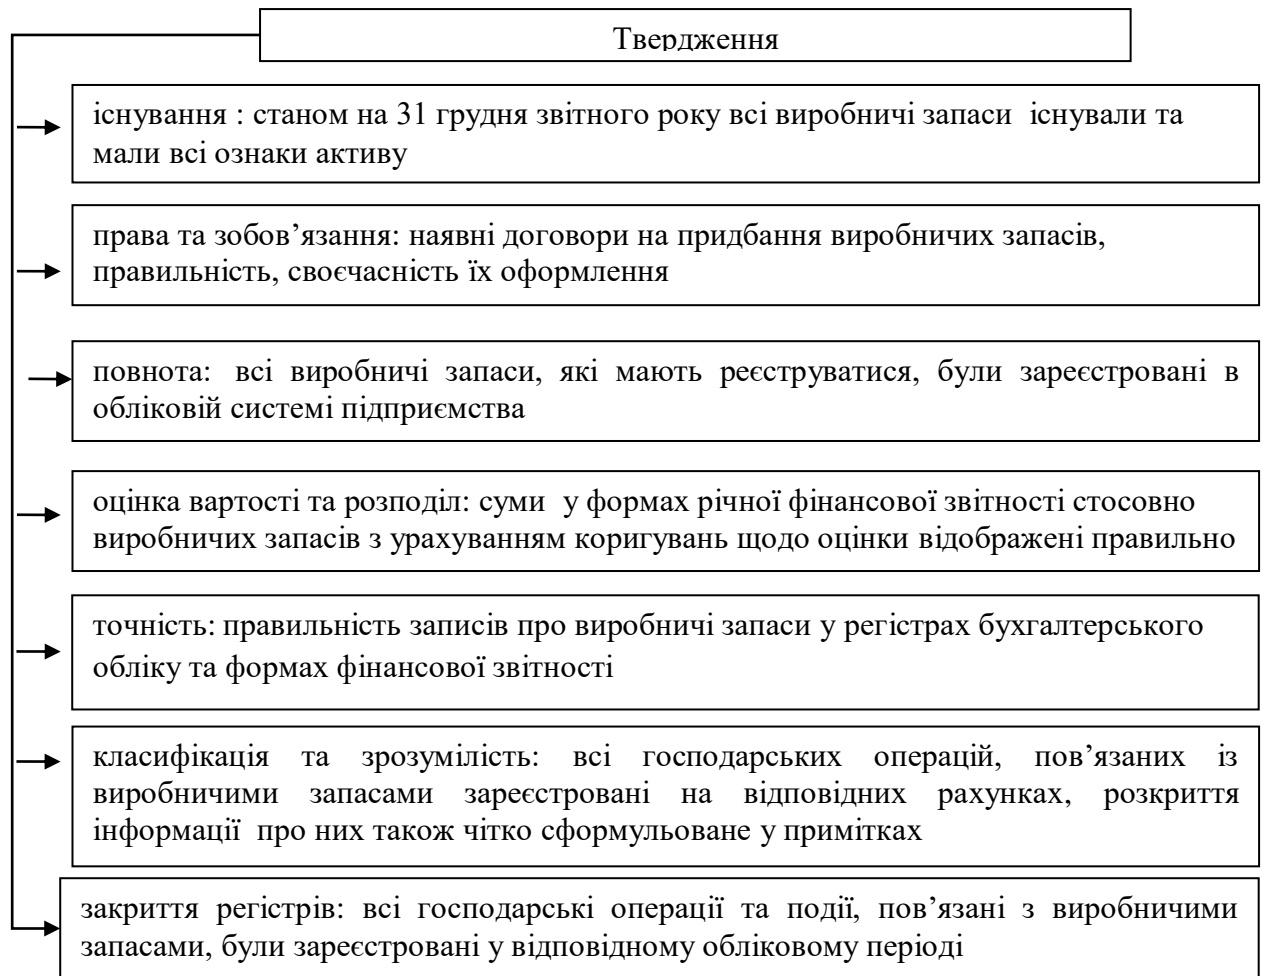 Твердження
існування : станом на 31 грудня звітного року всі виробничі запаси існували та
мали всі ознаки активу
права та зобов’язання: наявні договори на придбання виробничих запасів,
правильність, своєчасність їх оформлення
повнота: всі виробничі запаси, які мають реєструватися, були зареєстровані в
обліковій системі підприємства
оцінка вартості та розподіл: суми у формах річної фінансової звітності стосовно
виробничих запасів з урахуванням коригувань щодо оцінки відображені правильно
точність: правильність записів про виробничі запаси у регістрах бухгалтерського
обліку та формах фінансової звітності
класифікація та зрозумілість: всі господарських операцій, пов’язаних із
виробничими запасами зареєстровані на відповідних рахунках, розкриття
інформації про них також чітко сформульоване у примітках
закриття регістрів: всі господарські операції та події, пов’язані з виробничими
запасами, були зареєстровані у відповідному обліковому періоді